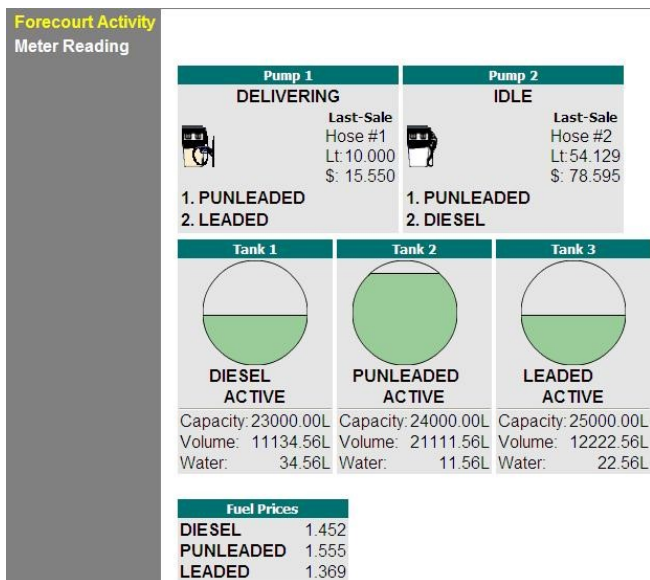 Forecourt Activity
Meter Reading
Pump 1
DELIVERING
Last-Sale
Hose #1
Lt:10.000
$: 15.550
1. PUNLEADED
2. LEADED
Pump 2
IDLE
Last-Sale
Hose #2
Lt:54.129
$: 78.595
1. PUNLEADED
2. DIESEL
Tank 1
DIESEL
ACTIVE
Capacity:23000.00L
Volume: 11134.56L
Water: 34.56L
Tank 2
PUNLEADED
ACTIVE
Capacity:24000.00L
Volume: 21111.56L
Water: 11.56L
Tank 3
LEADED
ACTIVE
Capacity:25000.00L
Volume: 12222.56L
Water: 22.56L
Fuel Prices
DIESEL 1.452
PUNLEADED 1.555
LEADED 1.369